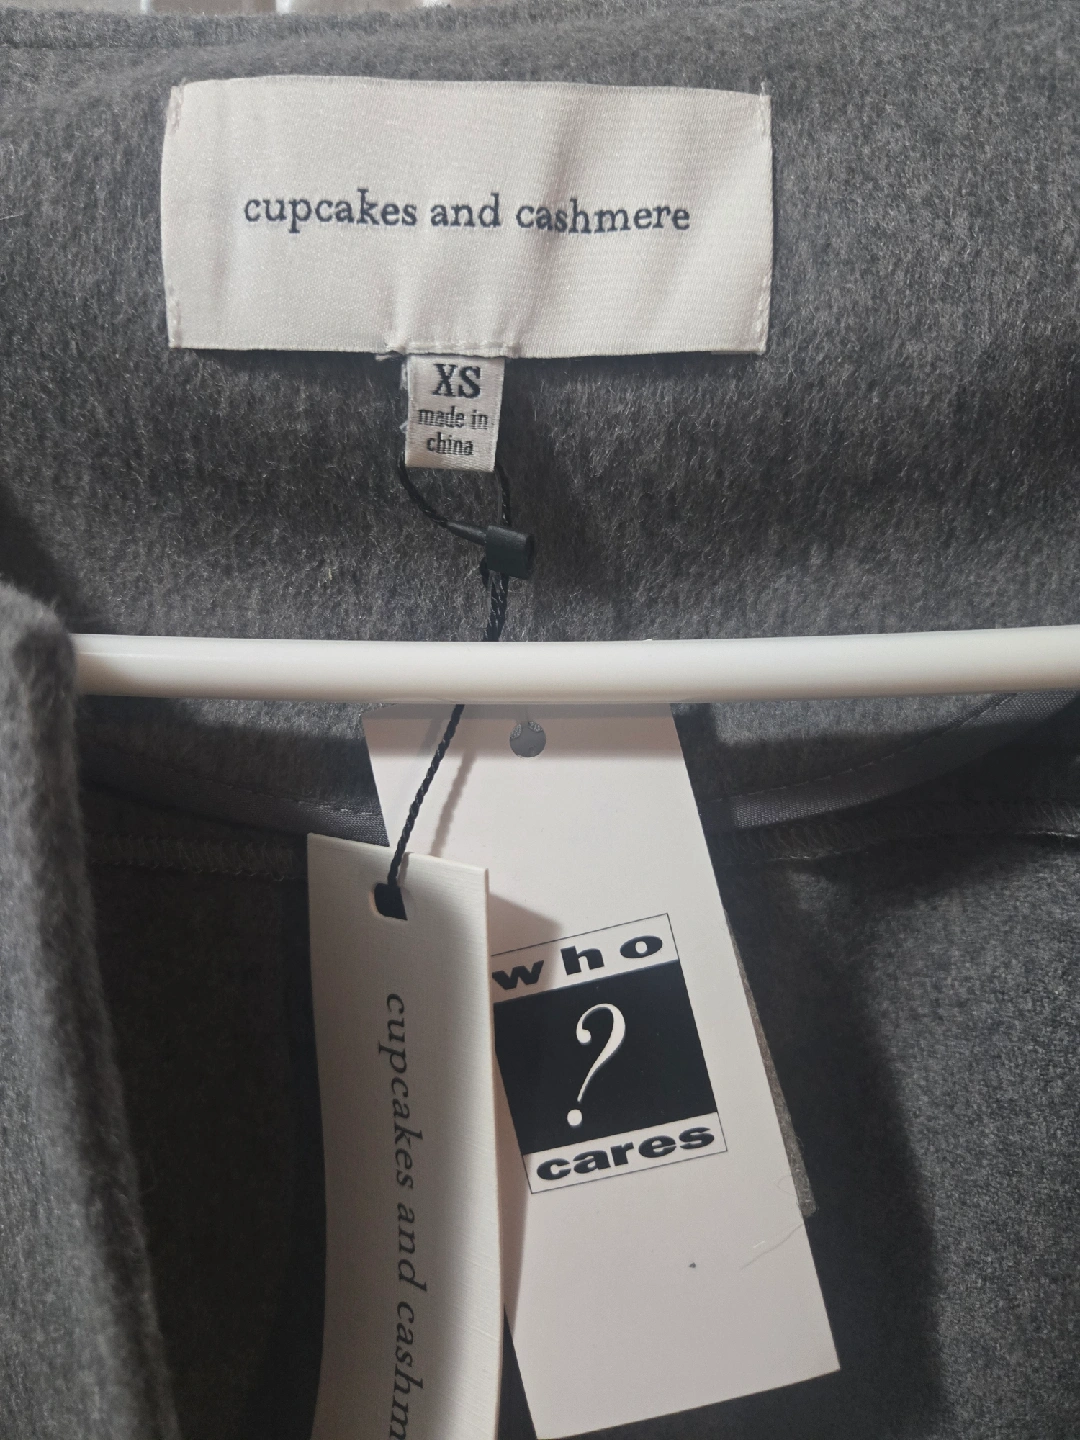 cupcakes and cashmere
XS
made in
china
who
?
cares
cupcakes and cashm